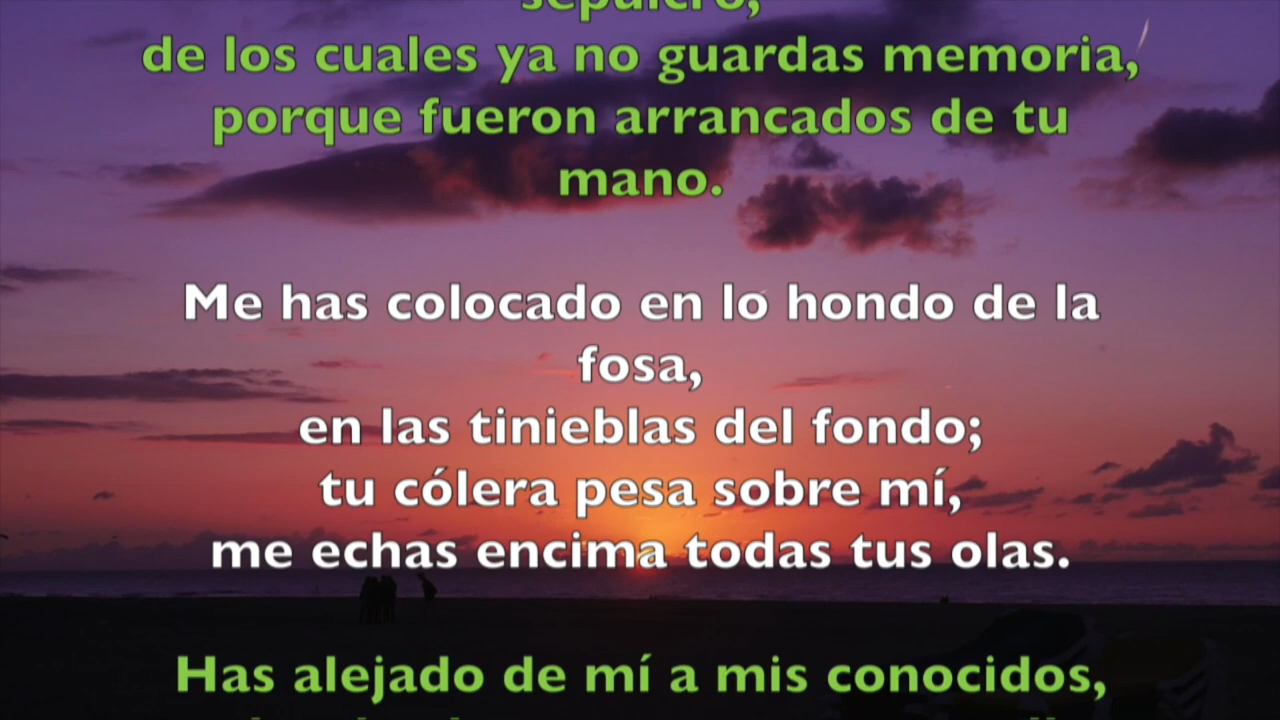 sepulcro,
de los cuales ya no guardas memoria,
porque fueron arrancados de tu
mano.
Me has colocado en lo hondo de la
fosa,
en las tinieblas del fondo;
tu cólera pesa sobre mí,
me echas encima todas tus olas.
Has alejado de mí a mis conocidos,